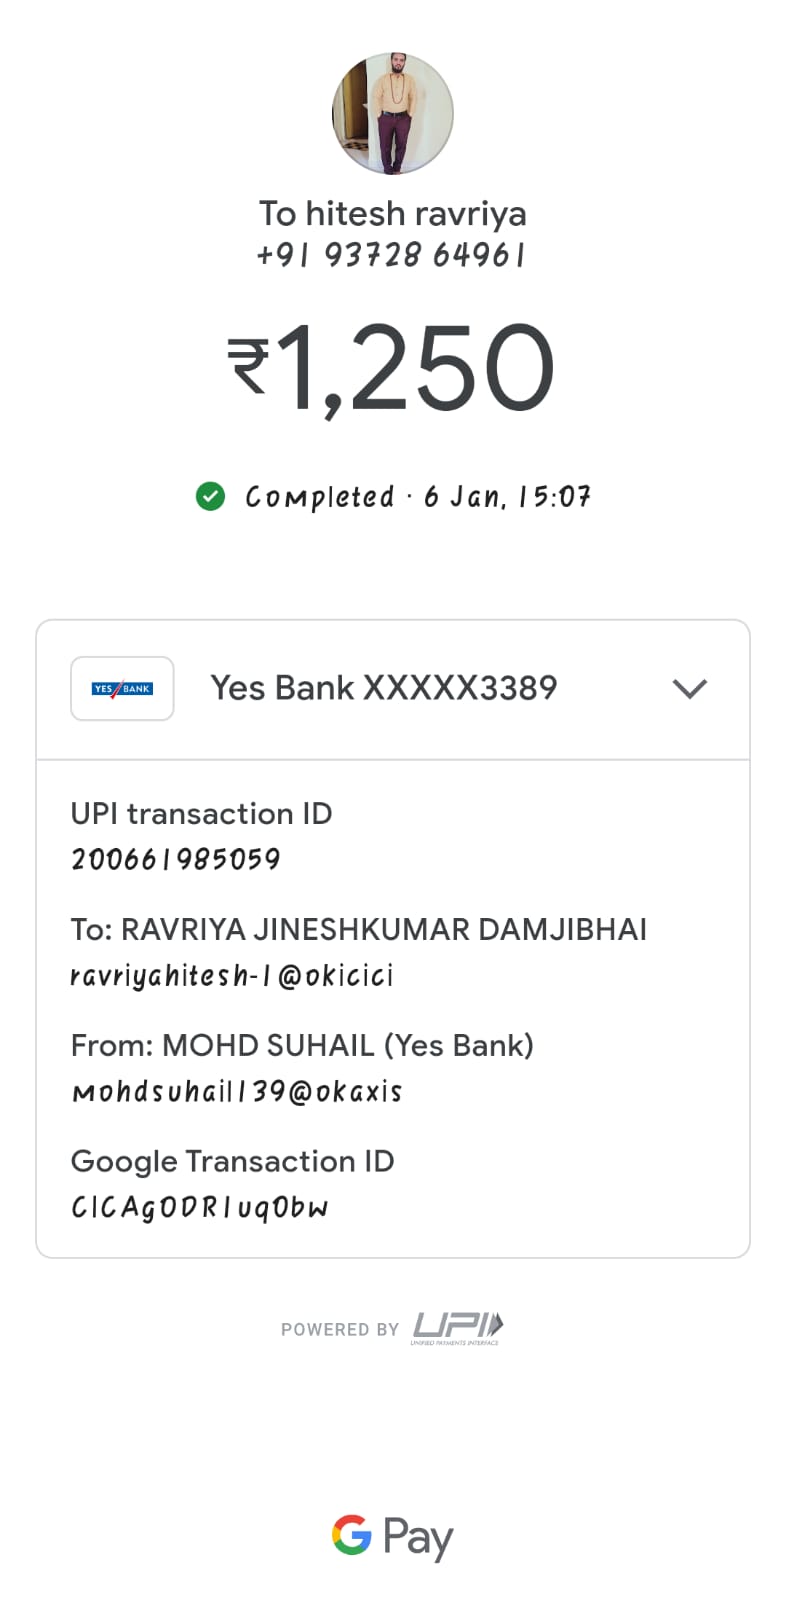 To hitesh ravriya
+91 93728 64961
₹1,250
Completed · 6 Jan, 15:07
YES BANK
Yes Bank XXXXX3389
UPI transaction ID
200661985059
To: RAVRIYA JINESHKUMAR DAMJIBHAI
ravriyahitesh-1@okicici
From: MOHD SUHAIL (Yes Bank)
mohdsuhail139@okaxis
Google Transaction ID
CICAgODR1uqObw
POWERED BY UPI
UNIFIED PAYMENTS INTERFACE
G Pay